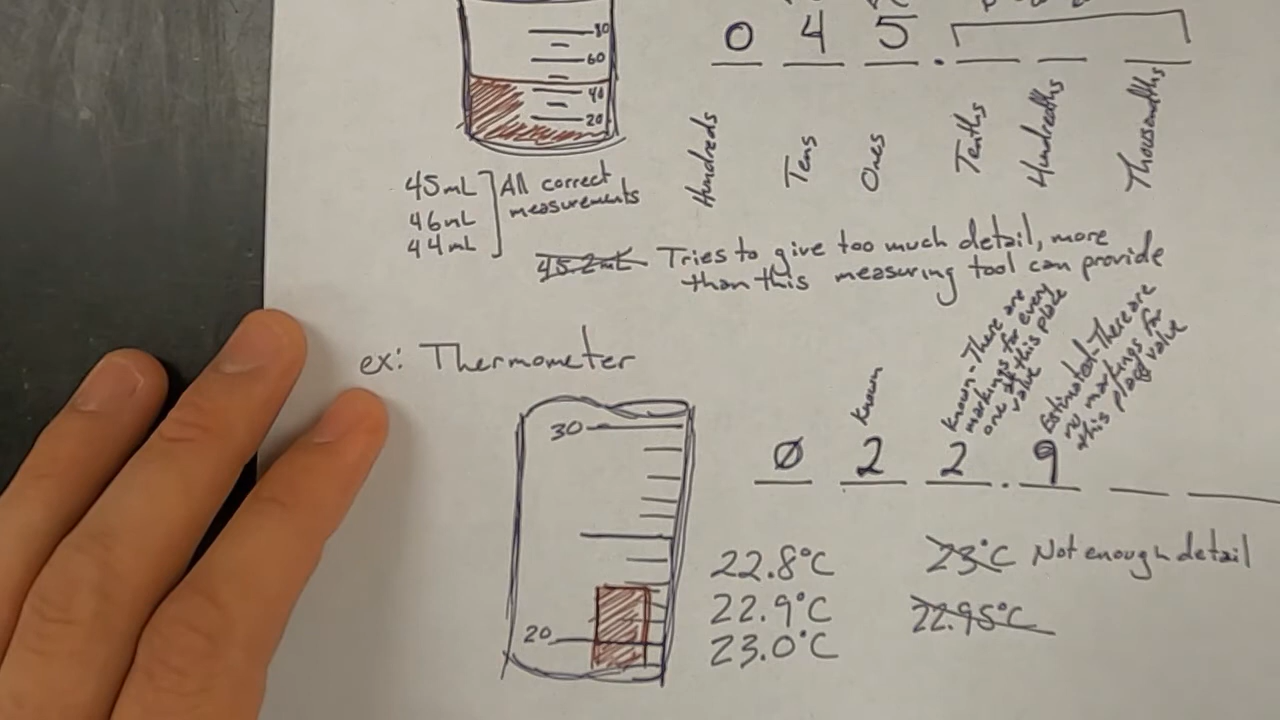 80
60
40
20
0 4 5 .
Hundreds
Tens
Ones
Tenths
Hundredths
Thousandths
45mL
46mL
44mL
All correct
measurements
45.2mL
Tries to give too much detail, more
than this measuring tool can provide
ex: Thermometer
30
20
Known
Known - There are
markings for every
one of this place
value
Estimated - There are
no markings for
this place value
0 2 2 . 9
22.8°C
22.9°C
23.0°C
23°C Not enough detail
22.95°C